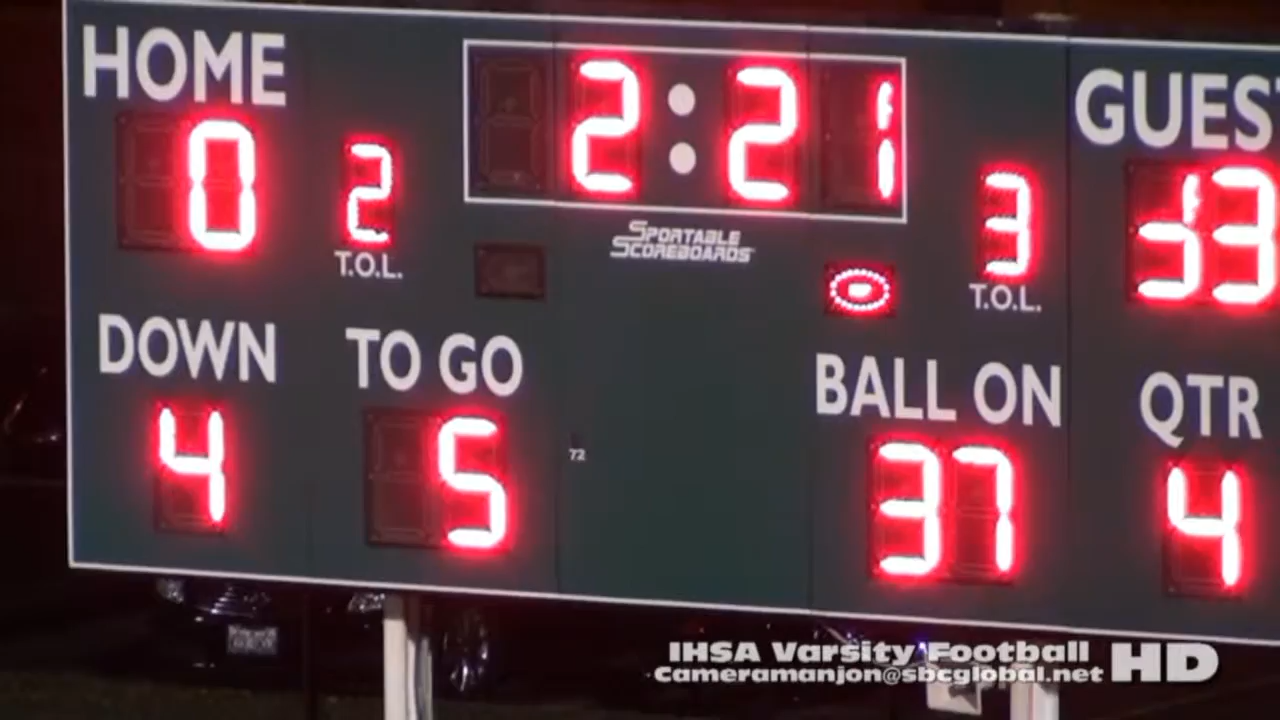 HOME
2:21
GUEST
0
2
3
33
T.O.L.
SPORTABLE
SCOREBOARDS
T.O.L.
DOWN
TO GO
BALL ON
QTR
4
5
72
37
4
IHSA Varsity Football
Cameramanjon@sbcglobal.net HD